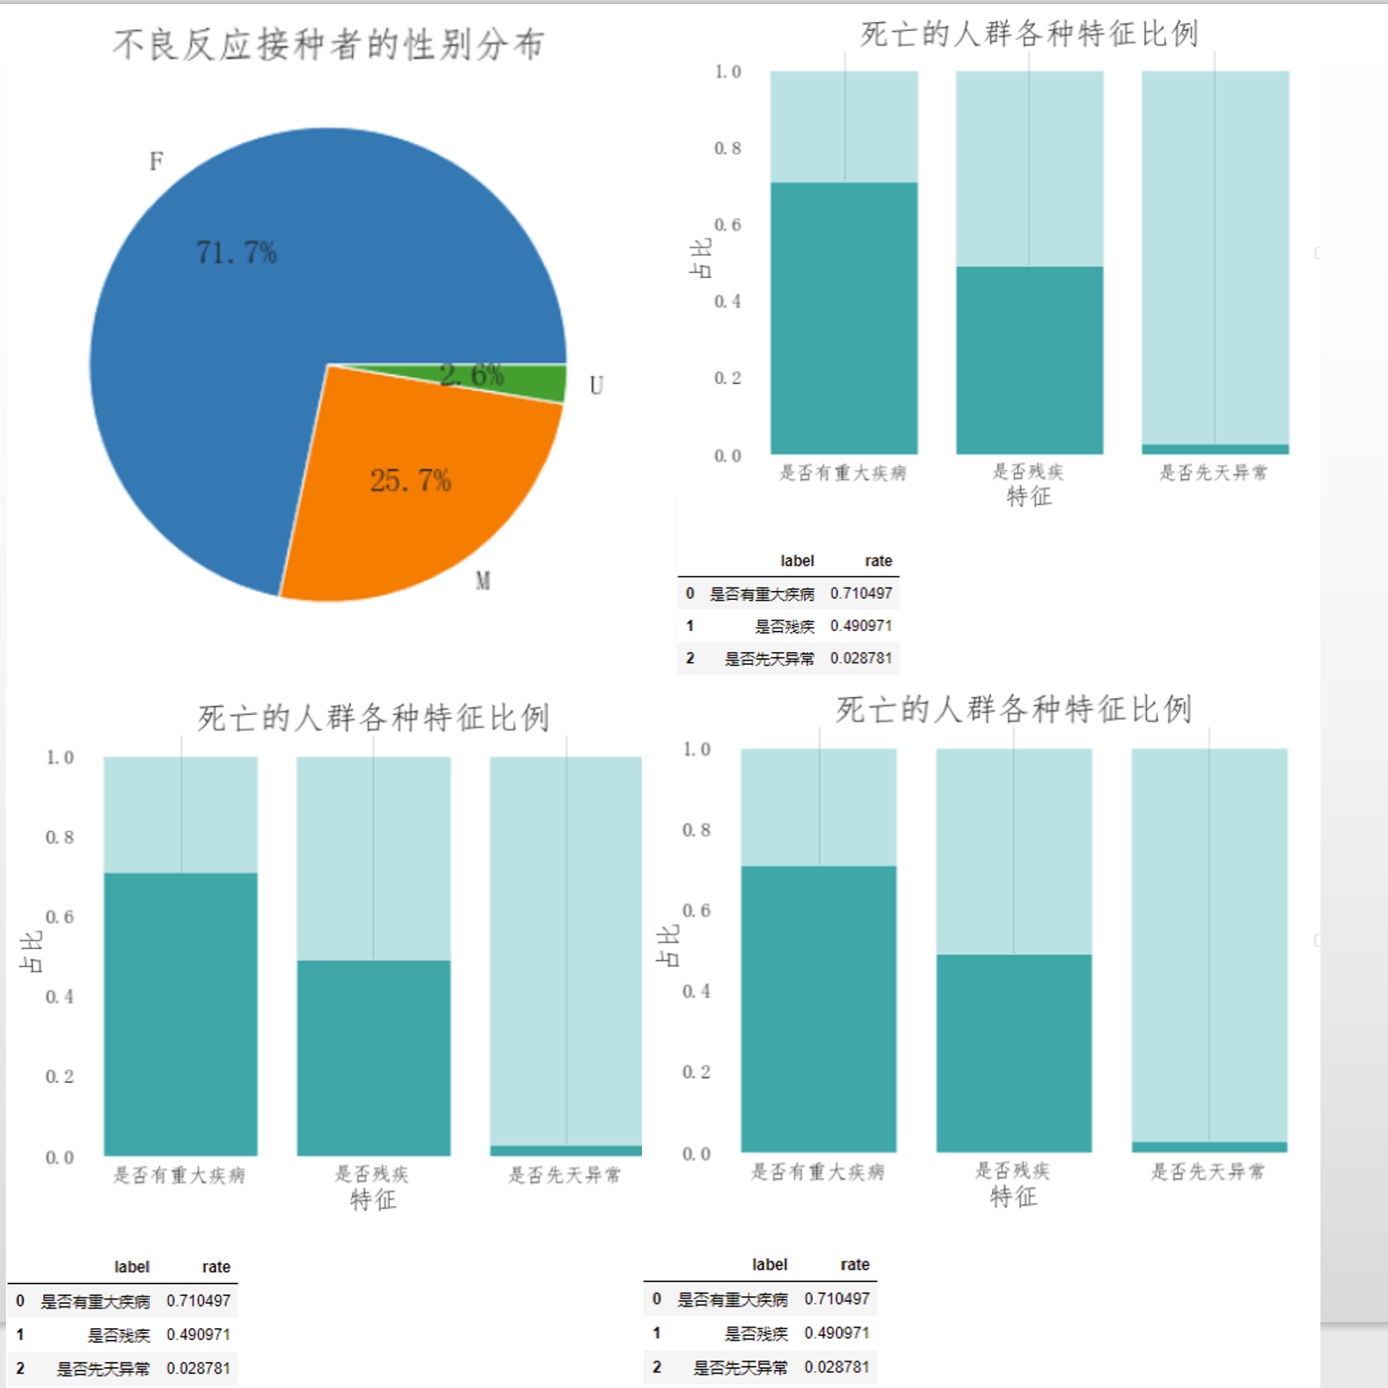 不良反应接种者的性别分布
F
71.7%
2.6%
U
25.7%
M
死亡的人群各种特征比例
1.0
0.8
0.6
占比
0.4
0.2
0.0
是否有重大疾病 是否残疾 是否先天异常
特征
label rate
0 是否有重大疾病 0.710497
1 是否残疾 0.490971
2 是否先天异常 0.028781
死亡的人群各种特征比例
1.0
0.8
0.6
占比
0.4
0.2
0.0
是否有重大疾病 是否残疾 是否先天异常
特征
label rate
0 是否有重大疾病 0.710497
1 是否残疾 0.490971
2 是否先天异常 0.028781
死亡的人群各种特征比例
1.0
0.8
0.6
占比
0.4
0.2
0.0
是否有重大疾病 是否残疾 是否先天异常
特征
label rate
0 是否有重大疾病 0.710497
1 是否残疾 0.490971
2 是否先天异常 0.028781